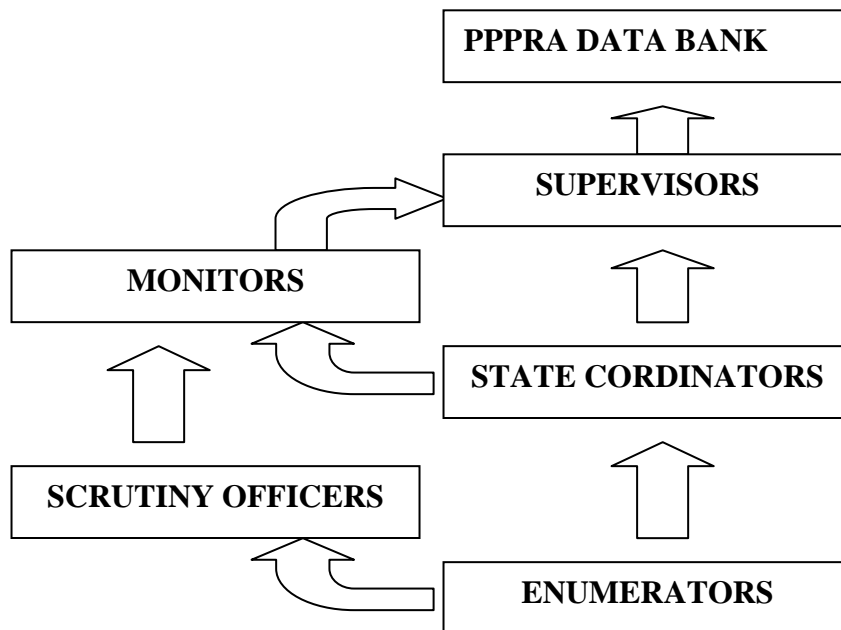 PPPRA DATA BANK
SUPERVISORS
MONITORS
STATE CORDINATORS
SCRUTINY OFFICERS
ENUMERATORS